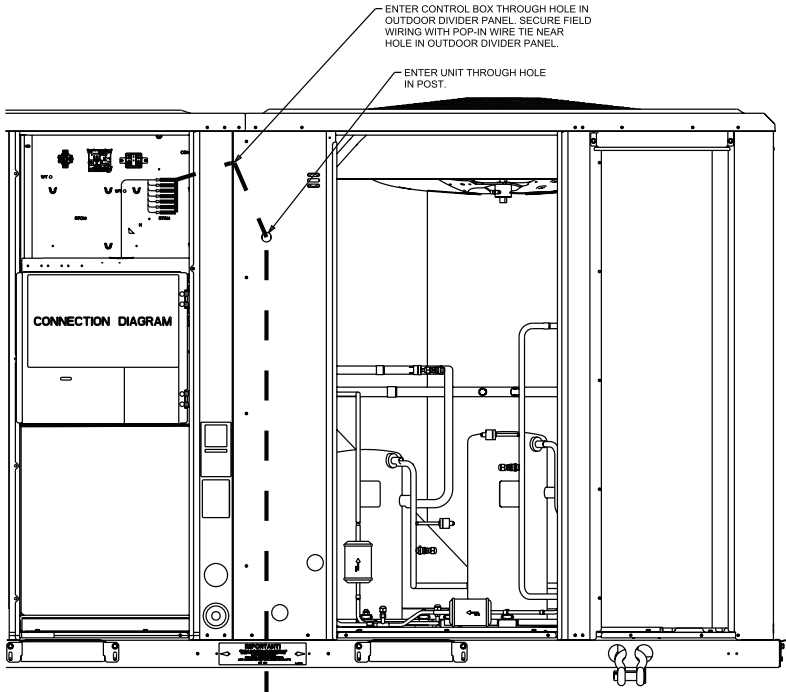 ENTER CONTROL BOX THROUGH HOLE IN
OUTDOOR DIVIDER PANEL. SECURE FIELD
WIRING WITH POP-IN WIRE TIE NEAR
HOLE IN OUTDOOR DIVIDER PANEL.
ENTER UNIT THROUGH HOLE
IN POST.
CONNECTION DIAGRAM
IMPORTANT!